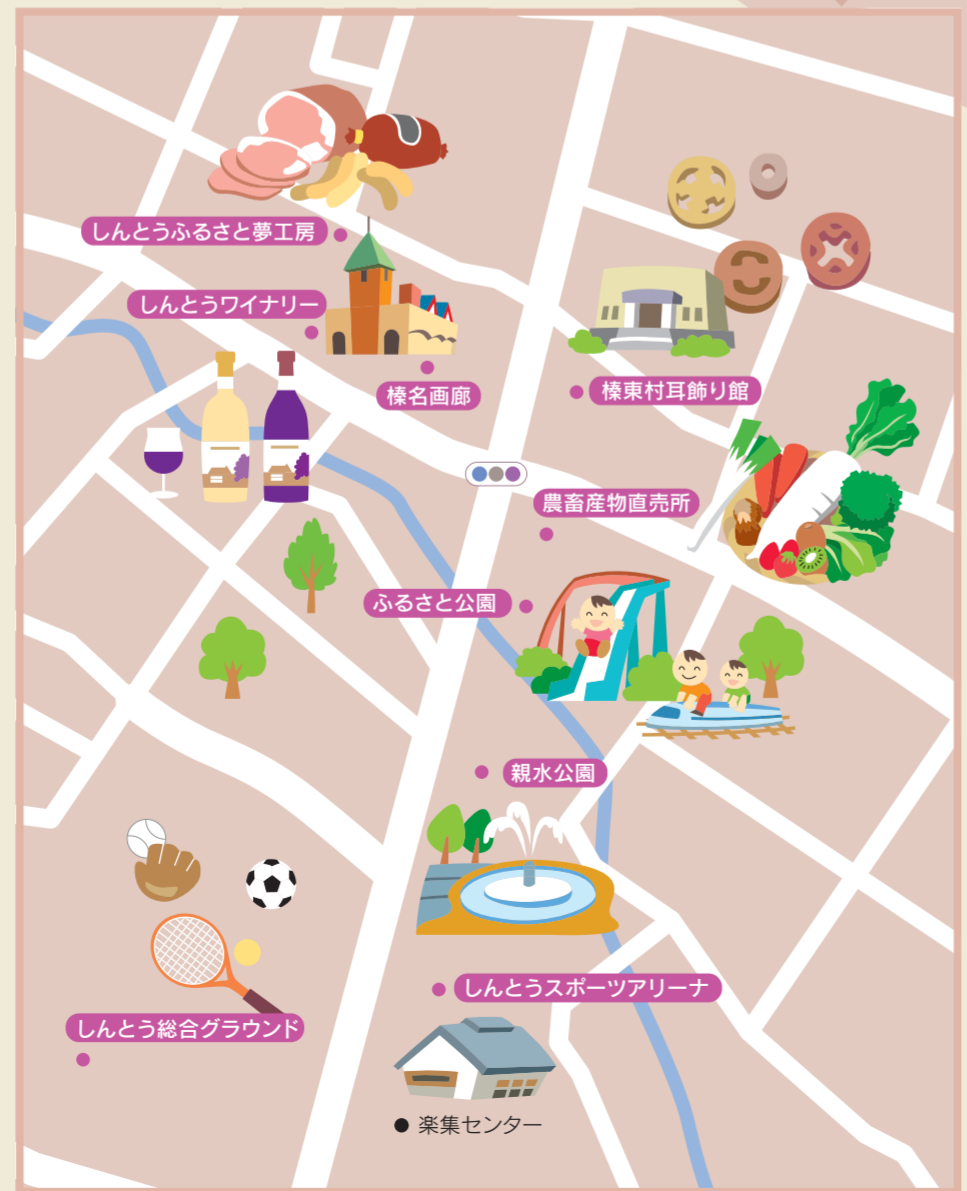 しんとうふるさと夢工房
しんとうワイナリー
榛名画廊
榛東村耳飾り館
農畜産物直売所
ふるさと公園
親水公園
しんとうスポーツアリーナ
しんとう総合グラウンド
楽集センター